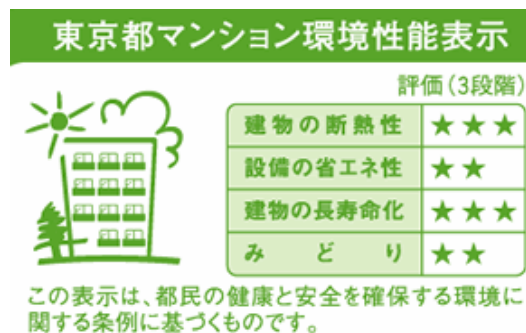 東京都マンション環境性能表示
評価(3段階)
建物の断熱性 ★★★
設備の省エネ性 ★★
建物の長寿命化 ★★★
みどり ★★
この表示は、都民の健康と安全を確保する環境に
関する条例に基づくものです。